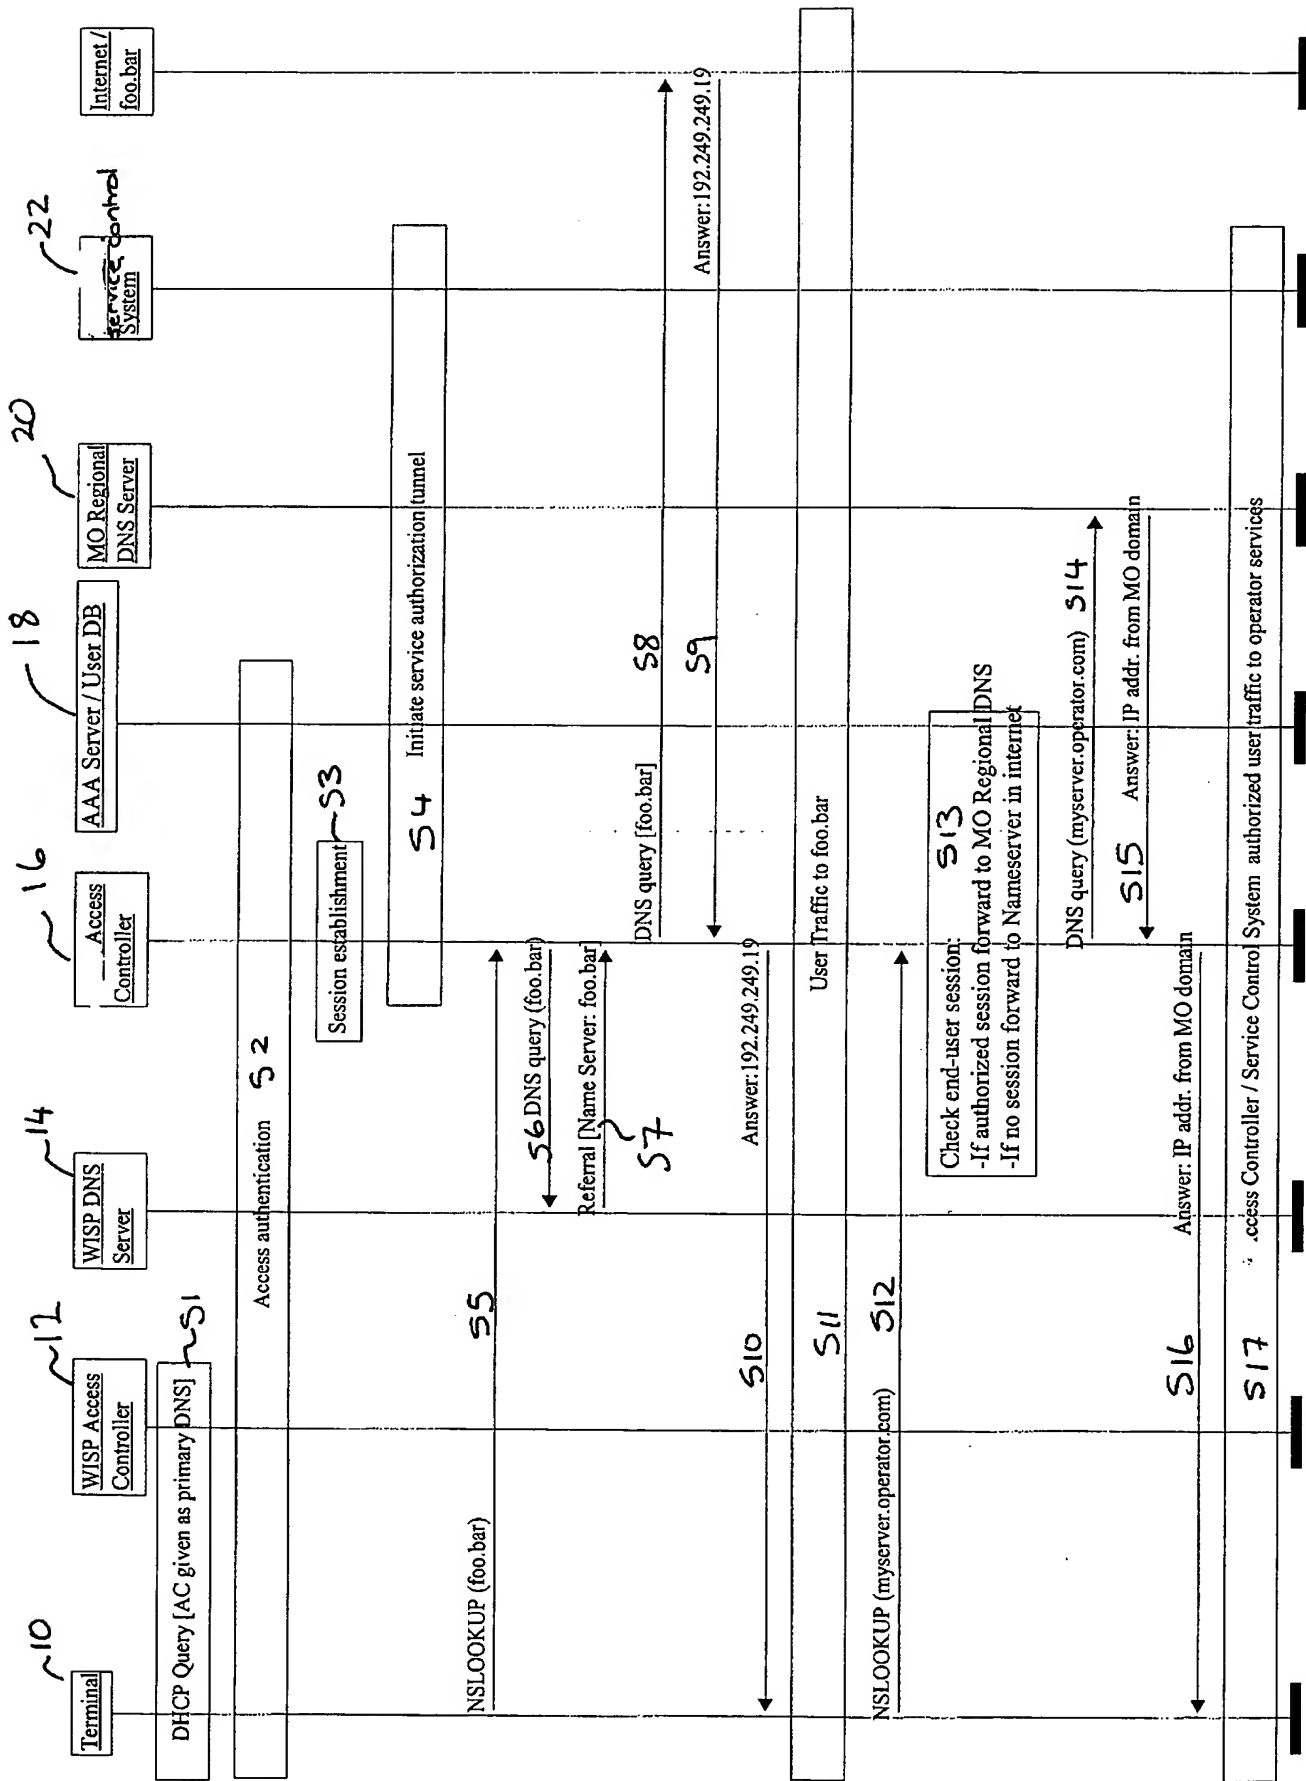 10
Terminal
12
WISP Access
Controller
14
WISP DNS
Server
16
Access
Controller
18
AAA Server / User DB
20
MO Regional
DNS Server
22
service control
System
Internet /
foo.bar
DHCP Query [AC given as primary DNS]
S1
Access authentication
S2
Session establishment
S3
S4
Initiate service authorization tunnel
NSLOOKUP (foo.bar)
S5
S6
DNS query (foo.bar)
Referral [Name Server: foo.bar]
S7
DNS query [foo.bar]
S8
S9
Answer:192.249.249.19
S10
Answer:192.249.249.19
S11
User Traffic to foo.bar
NSLOOKUP (myserver.operator.com)
S12
Check end-user session:
S13
-If authorized session forward to MO Regional DNS
-If no session forward to Nameserver in internet
DNS query (myserver.operator.com)
S14
S15
Answer: IP addr. from MO domain
S16
Answer: IP addr. from MO domain
S17
.ccess Controller / Service Control System authorized user traffic to operator services